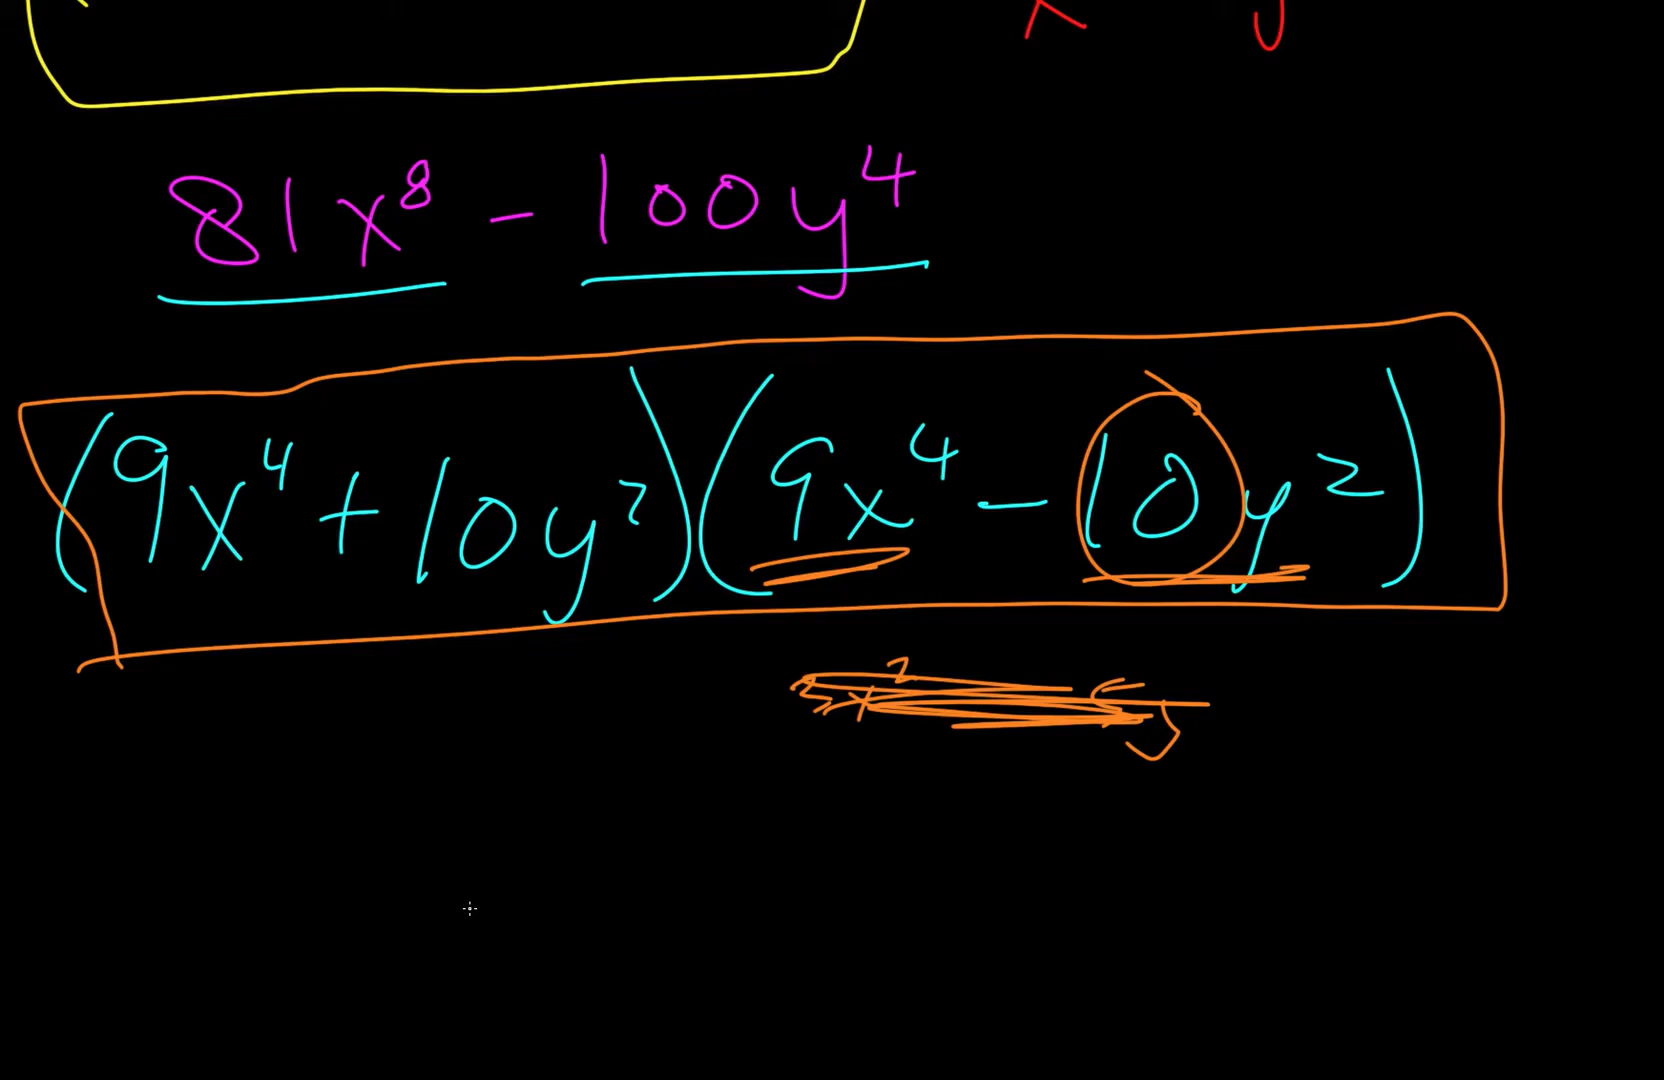 x y
81x⁸ - 100y⁴
(9x⁴ + 10y²)(9x⁴ - 10y²)